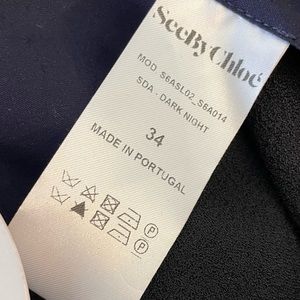 SeeByChloé
MOD S6ASL02_S6A014
SDA - DARK NIGHT
34
MADE IN PORTUGAL